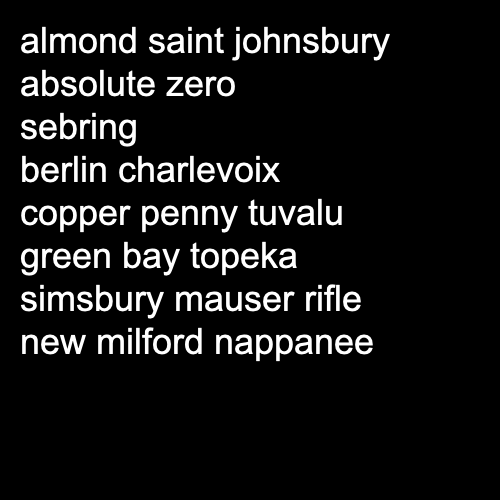 almond saint johnsbury
absolute zero
sebring
berlin charlevoix
copper penny tuvalu
green bay topeka
simsbury mauser rifle
new milford nappanee